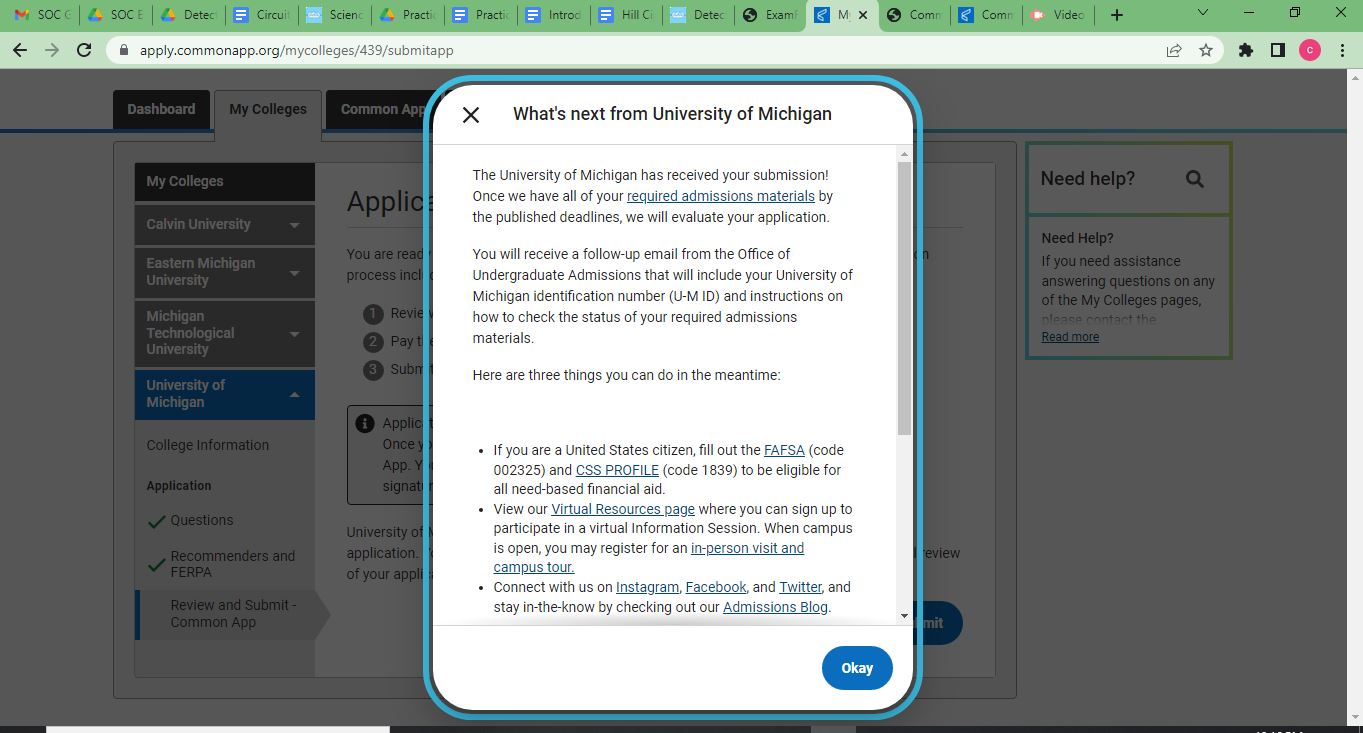 SOC G
SOC E
Detec
Circuit
Scienc
Practic
Practic
Introd
Hill Ci
Detec
ExamF
My
Comn
Comm
Video
apply.commonapp.org/mycolleges/439/submitapp
C
Dashboard
My Colleges
Common App
My Colleges
Calvin University
Eastern Michigan
University
Michigan
Technological
University
University of
Michigan
College Information
Application
Questions
Recommenders and
FERPA
Review and Submit -
Common App
Applic
You are ready
process incl
1 Review
2 Pay th
3 Subm
Applicat
Once yo
App. Yo
signatu
University of M
application. Yo
of your appli
review
mit
What's next from University of Michigan
The University of Michigan has received your submission!
Once we have all of your required admissions materials by
the published deadlines, we will evaluate your application.
You will receive a follow-up email from the Office of
Undergraduate Admissions that will include your University of
Michigan identification number (U-M ID) and instructions on
how to check the status of your required admissions
materials.
Here are three things you can do in the meantime:
• If you are a United States citizen, fill out the FAFSA (code
002325) and CSS PROFILE (code 1839) to be eligible for
all need-based financial aid.
• View our Virtual Resources page where you can sign up to
participate in a virtual Information Session. When campus
is open, you may register for an in-person visit and
campus tour.
• Connect with us on Instagram, Facebook, and Twitter, and
stay in-the-know by checking out our Admissions Blog.
Okay
Need help?
Need Help?
If you need assistance
answering questions on any
of the My Colleges pages,
please contact the
Read more